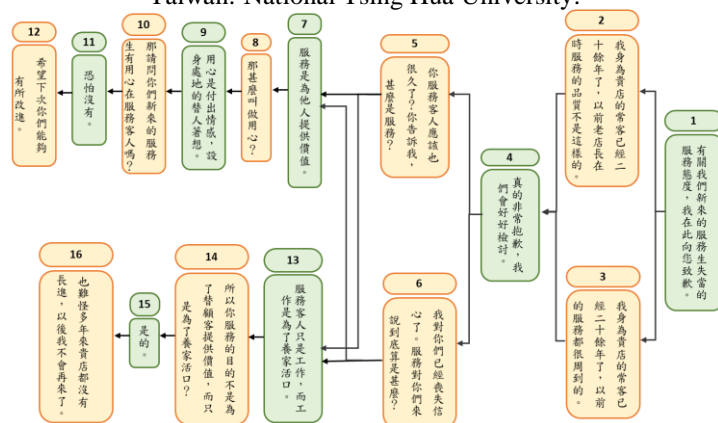 Taiwan: National Tsing Hua University.
1
有關我們新來的服務生失當的
服務態度，我在此向您致歉。
2
我身為貴店的常客已經二
十餘年了，以前老店長在
時服務的品質不是這樣的。
3
我身為貴店的常客已
經二十餘年了，以前
的服務都很周到的。
4
真的非常抱歉，我
們會好好檢討。
5
你服務客人應該也
很久了？你告訴我，
甚麼是服務？
6
我對你們已經喪失信
心了。服務對你們來
說到底算是甚麼？
7
服務是為他人提供價值。
8
那甚麼叫做用心？
9
用心是付出情感，設
身處地的替人著想。
10
那請問你們新來的服務
生有用心在服務客人嗎？
11
恐怕沒有。
12
希望下次你們能夠
有所改進。
13
服務客人只是工作，而工
作是為了養家活口。
14
所以你服務的目的不是為
了替顧客提供價值，而只
是為了養家活口？
15
是的。
16
也難怪多年來貴店都沒有
長進，以後我不會再來了。